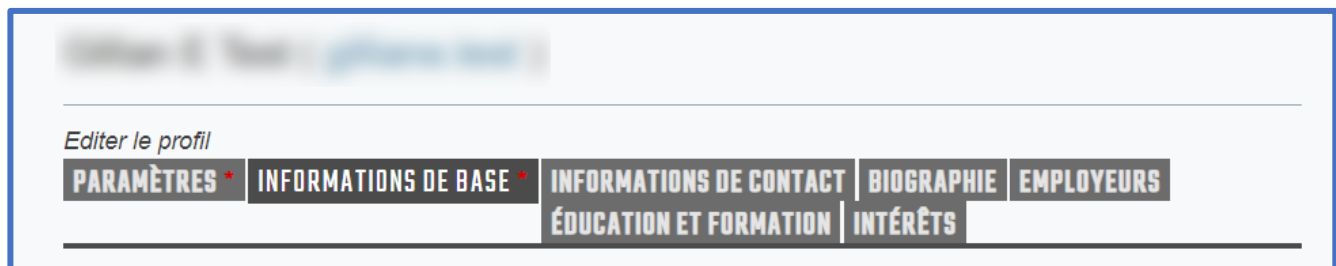 Editer le profil
PARAMÈTRES * INFORMATIONS DE BASE * INFORMATIONS DE CONTACT BIOGRAPHIE EMPLOYEURS
ÉDUCATION ET FORMATION INTÉRÊTS